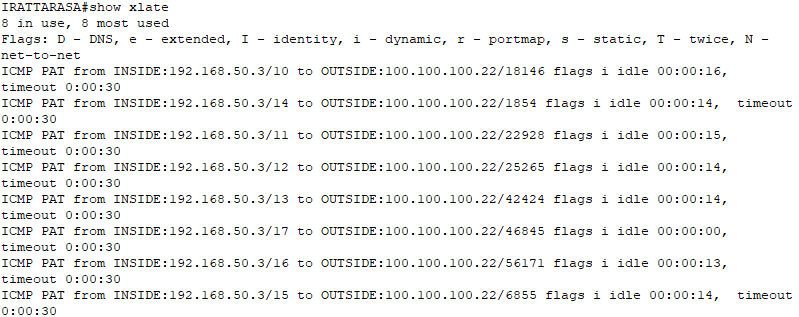 IRATTARASA#show xlate
8 in use, 8 most used
Flags: D - DNS, e - extended, I - identity, i - dynamic, r - portmap, s - static, T - twice, N -
net-to-net
ICMP PAT from INSIDE:192.168.50.3/10 to OUTSIDE:100.100.100.22/18146 flags i idle 00:00:16,
timeout 0:00:30
ICMP PAT from INSIDE:192.168.50.3/14 to OUTSIDE:100.100.100.22/1854 flags i idle 00:00:14,  timeout
0:00:30
ICMP PAT from INSIDE:192.168.50.3/11 to OUTSIDE:100.100.100.22/22928 flags i idle 00:00:15,
timeout 0:00:30
ICMP PAT from INSIDE:192.168.50.3/12 to OUTSIDE:100.100.100.22/25265 flags i idle 00:00:14,
timeout 0:00:30
ICMP PAT from INSIDE:192.168.50.3/13 to OUTSIDE:100.100.100.22/42424 flags i idle 00:00:14,
timeout 0:00:30
ICMP PAT from INSIDE:192.168.50.3/17 to OUTSIDE:100.100.100.22/46845 flags i idle 00:00:00,
timeout 0:00:30
ICMP PAT from INSIDE:192.168.50.3/16 to OUTSIDE:100.100.100.22/56171 flags i idle 00:00:13,
timeout 0:00:30
ICMP PAT from INSIDE:192.168.50.3/15 to OUTSIDE:100.100.100.22/6855 flags i idle 00:00:14,  timeout
0:00:30